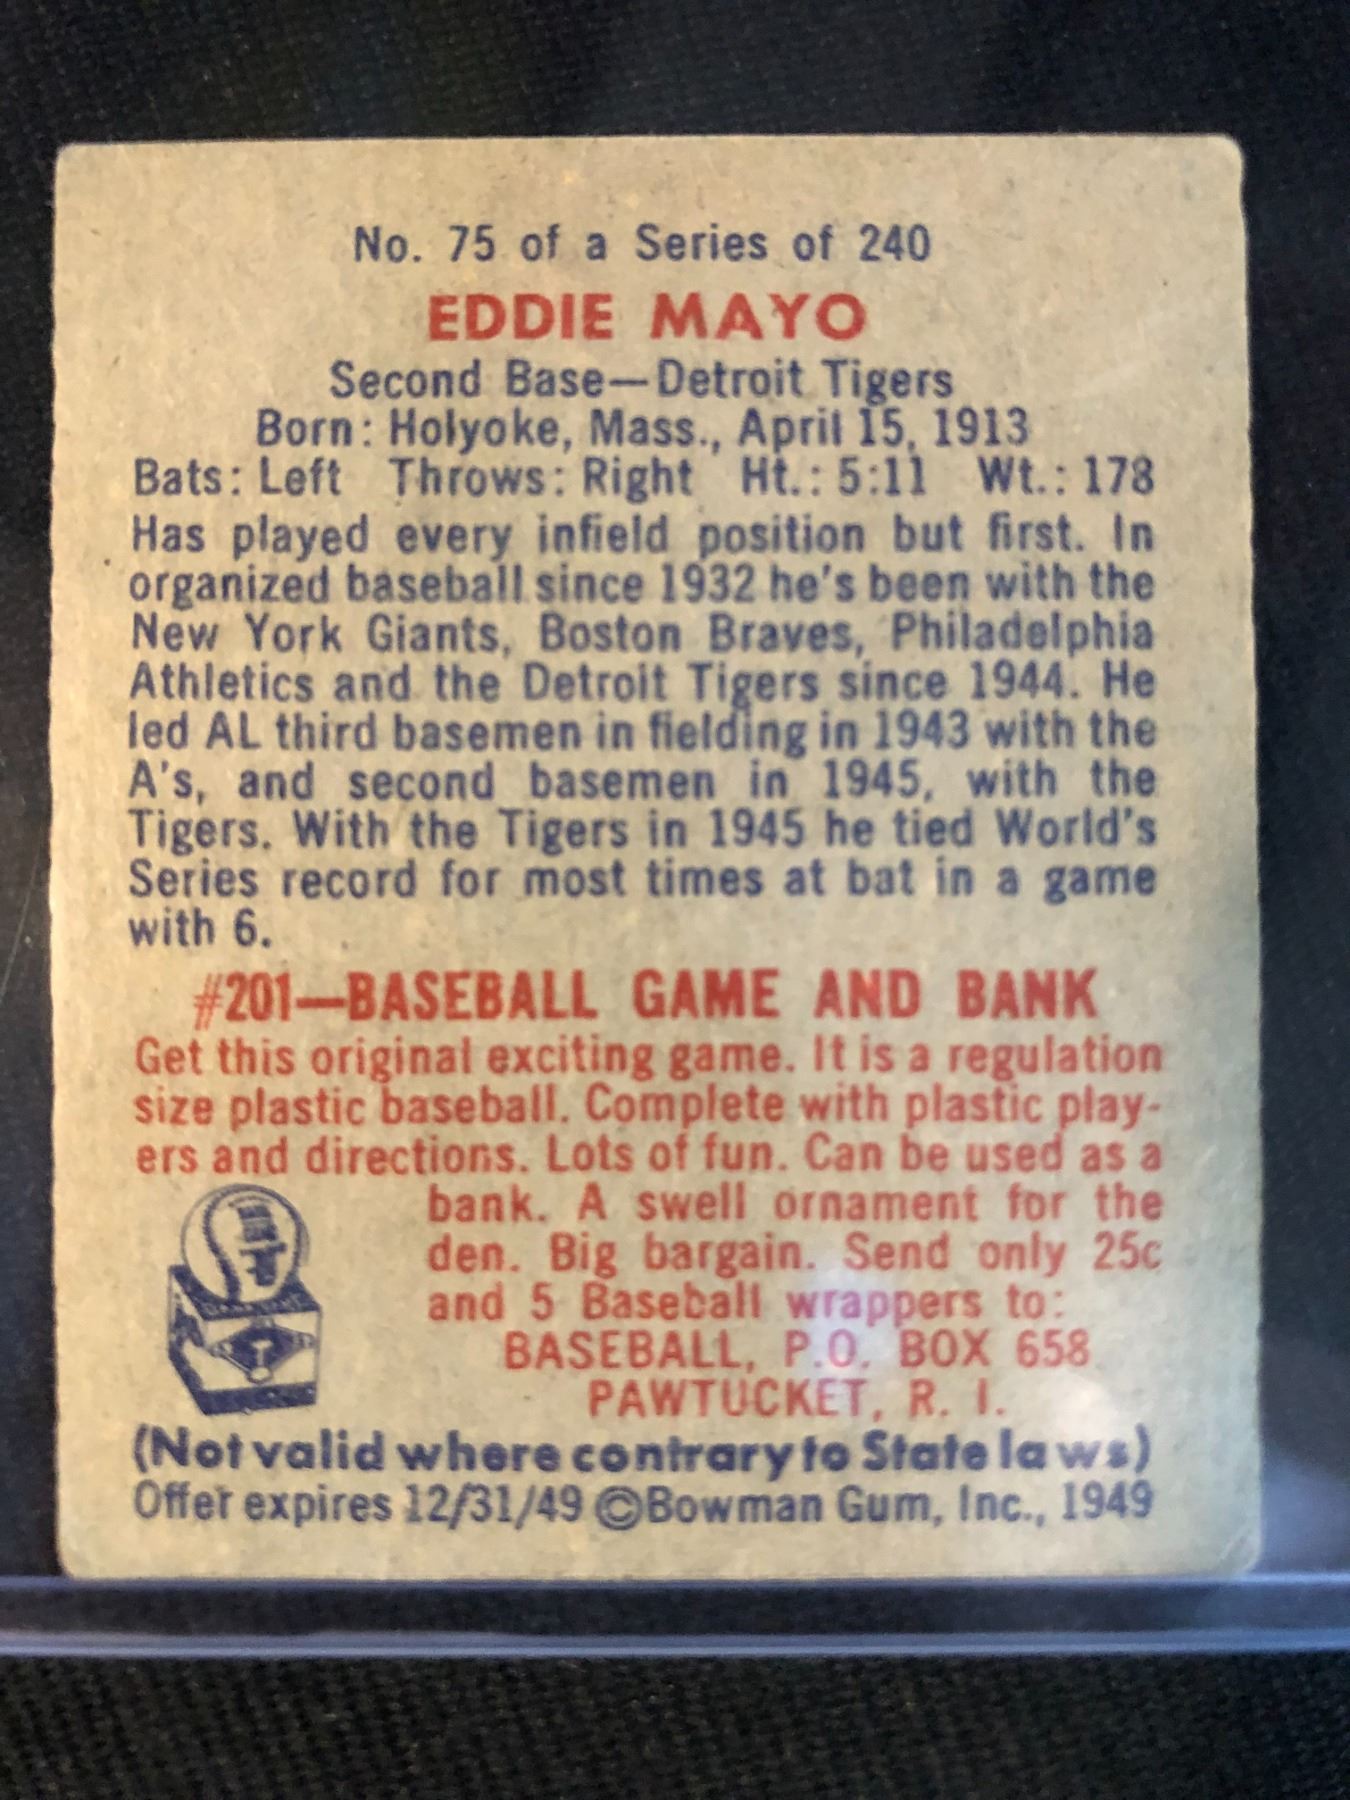 No. 75 of a Series of 240
EDDIE MAYO
Second Base—Detroit Tigers
Born: Holyoke, Mass., April 15, 1913
Bats: Left Throws: Right Ht.: 5:11 Wt.: 178
Has played every infield position but first. In
organized baseball since 1932 he's been with the
New York Giants, Boston Braves, Philadelphia
Athletics and the Detroit Tigers since 1944. He
led AL third basemen in fielding in 1943 with the
A's, and second basemen in 1945, with the
Tigers. With the Tigers in 1945 he tied World's
Series record for most times at bat in a game
with 6.
#201—BASEBALL GAME AND BANK
Get this original exciting game. It is a regulation
size plastic baseball. Complete with plastic play-
ers and directions. Lots of fun. Can be used as a
bank. A swell ornament for the
den. Big bargain. Send only 25c
and 5 Baseball wrappers to:
BASEBALL, P.O. BOX 658
PAWTUCKET, R. I.
(Not valid where contrary to State laws)
Offer expires 12/31/49 ©Bowman Gum, Inc., 1949